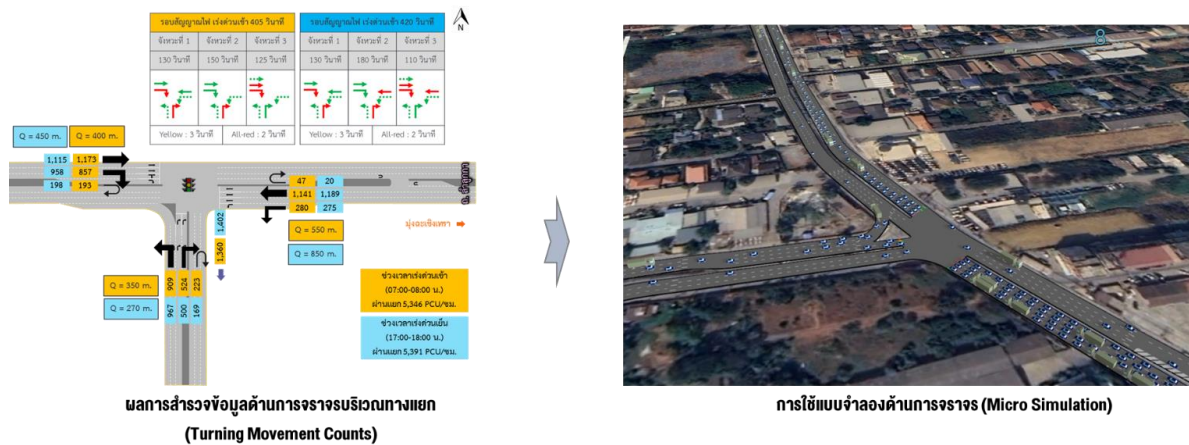 รอบสัญญาณไฟ เร่งด่วนเช้า 405 วินาที
จังหวะที่ 1 จังหวะที่ 2 จังหวะที่ 3
130 วินาที 150 วินาที 125 วินาที
Yellow : 3 วินาที All-red : 2 วินาที
รอบสัญญาณไฟ เร่งด่วนเช้า 420 วินาที
จังหวะที่ 1 จังหวะที่ 2 จังหวะที่ 3
130 วินาที 180 วินาที 110 วินาที
Yellow : 3 วินาที All-red : 2 วินาที
N
Q = 450 m. Q = 400 m.
1,115 1,173
958 857
198 193
47 20
1,141 1,189
280 275
ถ.ลำลูกกา
มุ่งฉะเชิงเทรา
1,402
1,360
Q = 550 m.
Q = 850 m.
Q = 350 m.
909 524 223
Q = 270 m.
967 500 169
ช่วงเวลาเร่งด่วนเช้า
(07:00-08:00 น.)
ผ่านแยก 5,346 PCU/ชม.
ช่วงเวลาเร่งด่วนเย็น
(17:00-18:00 น.)
ผ่านแยก 5,391 PCU/ชม.
ผลการสำรวจข้อมูลด้านการจราจรบริเวณทางแยก
(Turning Movement Counts)
การใช้แบบจำลองด้านการจราจร (Micro Simulation)